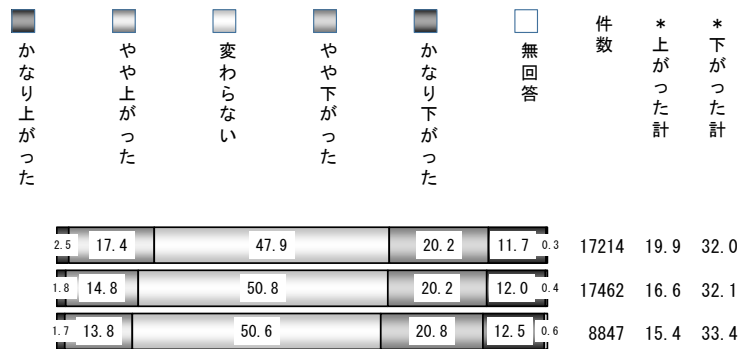 かなり上がった
やや上がった
変わらない
やや下がった
かなり下がった
無回答
件数
*上がった計
*下がった計
2.5 17.4 47.9 20.2 11.7 0.3 17214 19.9 32.0
1.8 14.8 50.8 20.2 12.0 0.4 17462 16.6 32.1
1.7 13.8 50.6 20.8 12.5 0.6 8847 15.4 33.4